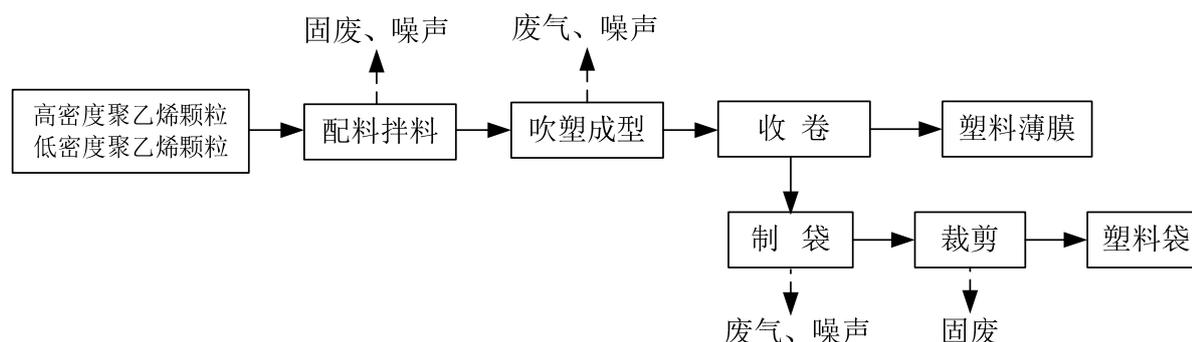 固废、噪声
废气、噪声
高密度聚乙烯颗粒
低密度聚乙烯颗粒
配料拌料
吹塑成型
收 卷
塑料薄膜
制 袋
裁剪
塑料袋
废气、噪声
固废